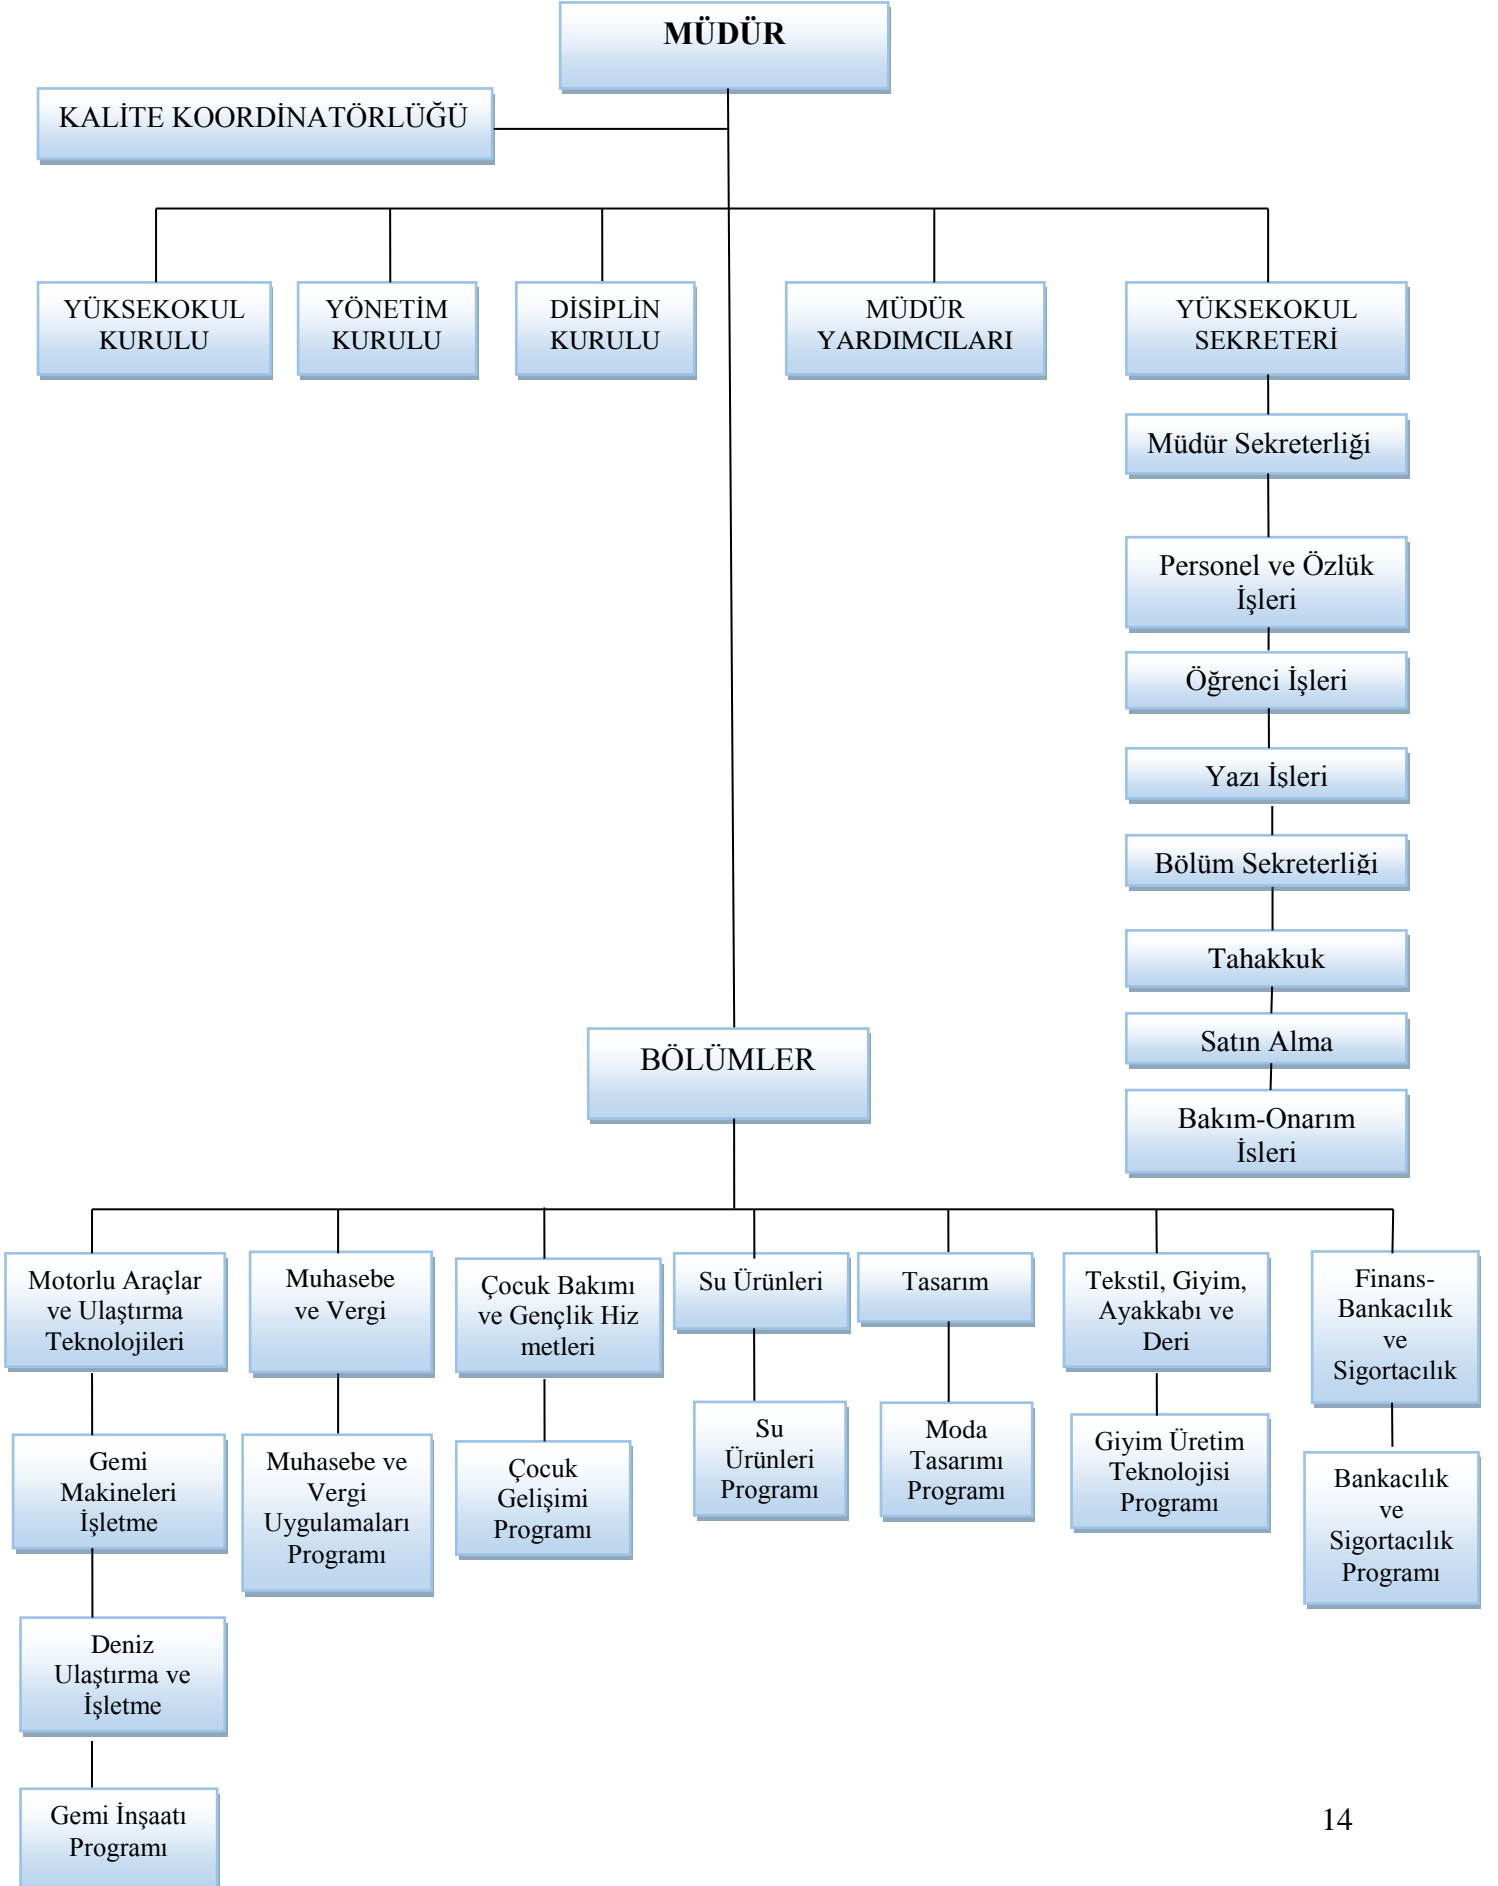 MÜDÜR
KALİTE KOORDİNATÖRLÜĞÜ
YÜKSEKOKUL
KURULU
YÖNETİM
KURULU
DİSİPLİN
KURULU
MÜDÜR
YARDIMCILARI
YÜKSEKOKUL
SEKRETERİ
Müdür Sekreterliği
Personel ve Özlük
İşleri
Öğrenci İşleri
Yazı İşleri
Bölüm Sekreterliği
Tahakkuk
Satın Alma
Bakım-Onarım
İsleri
BÖLÜMLER
Motorlu Araçlar
ve Ulaştırma
Teknolojileri
Muhasebe
ve Vergi
Çocuk Bakımı
ve Gençlik Hiz
metleri
Su Ürünleri
Tasarım
Tekstil, Giyim,
Ayakkabı ve
Deri
Finans-
Bankacılık
ve
Sigortacılık
Gemi
Makineleri
İşletme
Muhasebe ve
Vergi
Uygulamaları
Programı
Çocuk
Gelişimi
Programı
Su
Ürünleri
Programı
Moda
Tasarımı
Programı
Giyim Üretim
Teknolojisi
Programı
Bankacılık
ve
Sigortacılık
Programı
Deniz
Ulaştırma ve
İşletme
Gemi İnşaatı
Programı
14